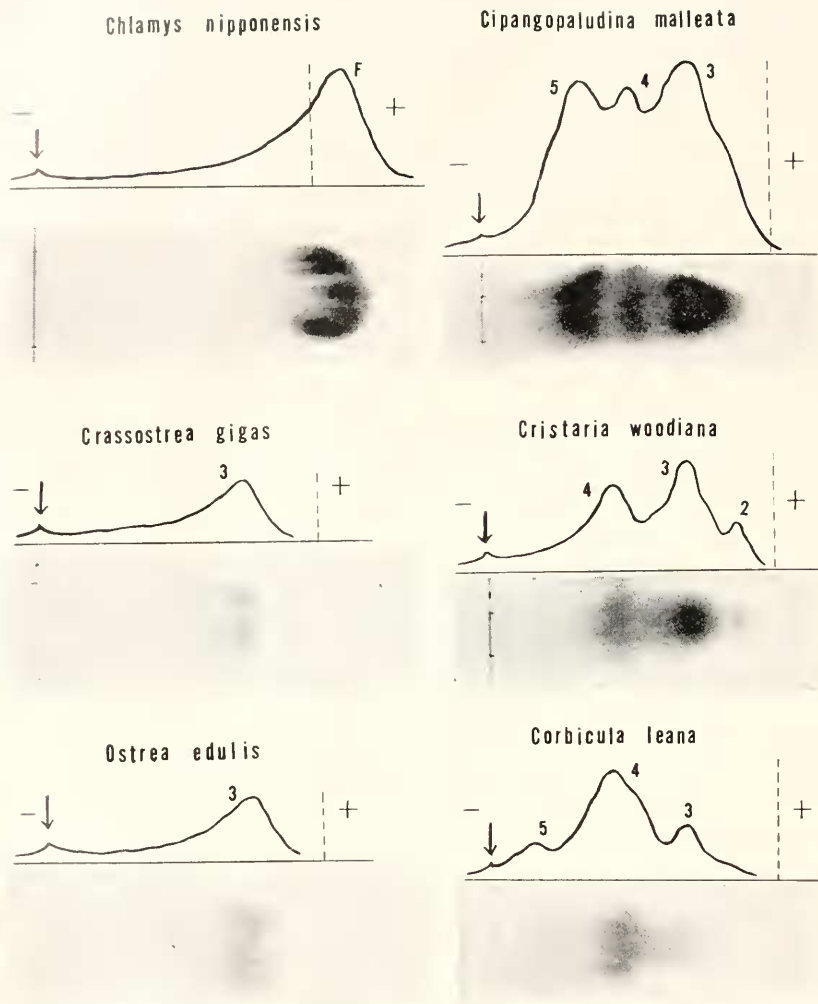 Chlamys nipponensis
F
− +
Cipangopaludina malleata
5 4 3
− +
Crassostrea gigas
3
− +
Cristaria woodiana
4 3 2
− +
Ostrea edulis
3
− +
Corbicula leana
5 4 3
− +